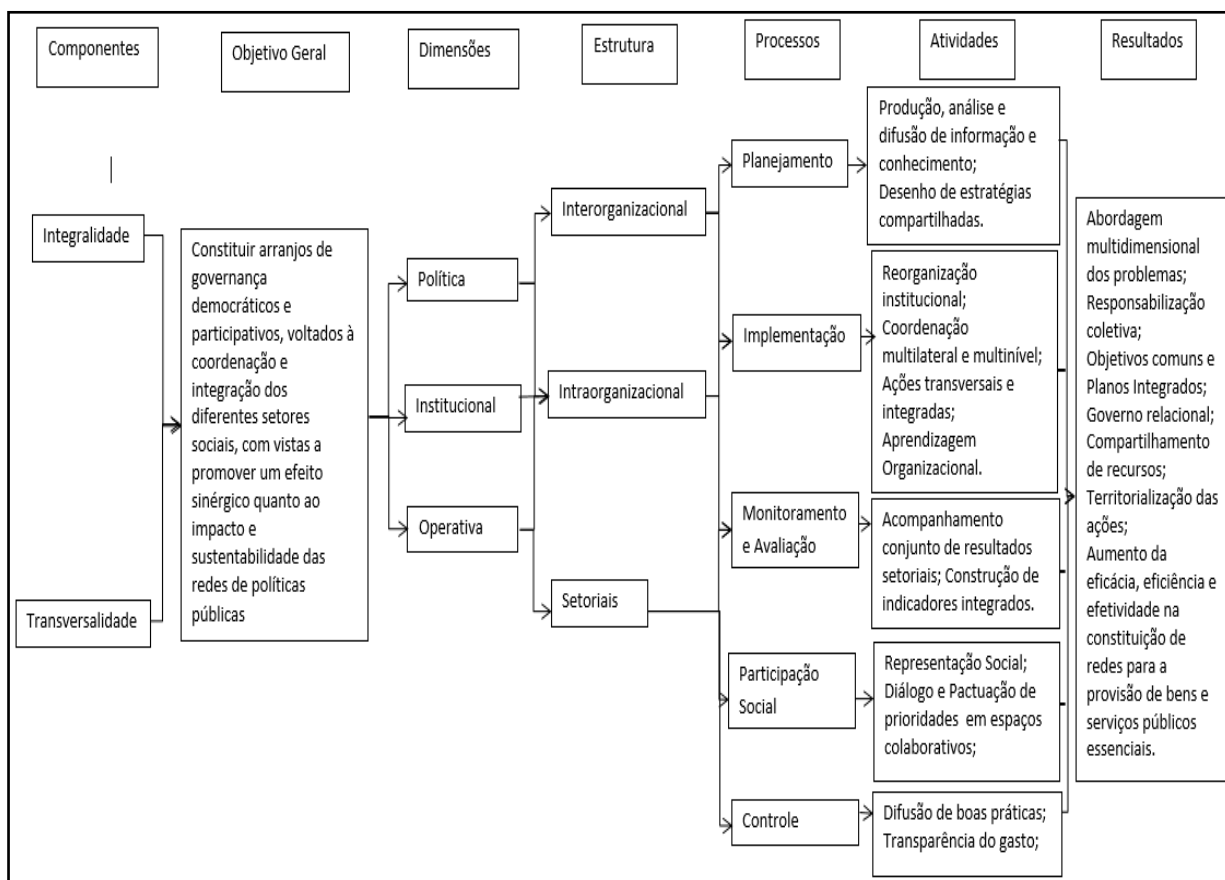 Componentes
Objetivo Geral
Dimensões
Estrutura
Processos
Atividades
Resultados
Integralidade
Transversalidade
Constituir arranjos de
governança
democráticos e
participativos, voltados à
coordenação e
integração dos
diferentes setores
sociais, com vistas a
promover um efeito
sinérgico quanto ao
impacto e
sustentabilidade das
redes de políticas
públicas
Política
Institucional
Operativa
Interorganizacional
Intraorganizacional
Setoriais
Planejamento
Implementação
Monitoramento
e Avaliação
Participação
Social
Controle
Produção, análise e
difusão de informação e
conhecimento;
Desenho de estratégias
compartilhadas.
Reorganização
institucional;
Coordenação
multilateral e multinível;
Ações transversais e
integradas;
Aprendizagem
Organizacional.
Acompanhamento
conjunto de resultados
setoriais; Construção de
indicadores integrados.
Representação Social;
Diálogo e Pactuação de
prioridades em espaços
colaborativos;
Difusão de boas práticas;
Transparência do gasto;
Abordagem
multidimensional
dos problemas;
Responsabilização
coletiva;
Objetivos comuns e
Planos Integrados;
Governo relacional;
Compartilhamento
de recursos;
Territorialização das
ações;
Aumento da
eficácia, eficiência e
efetividade na
constituição de
redes para a
provisão de bens e
serviços públicos
essenciais.